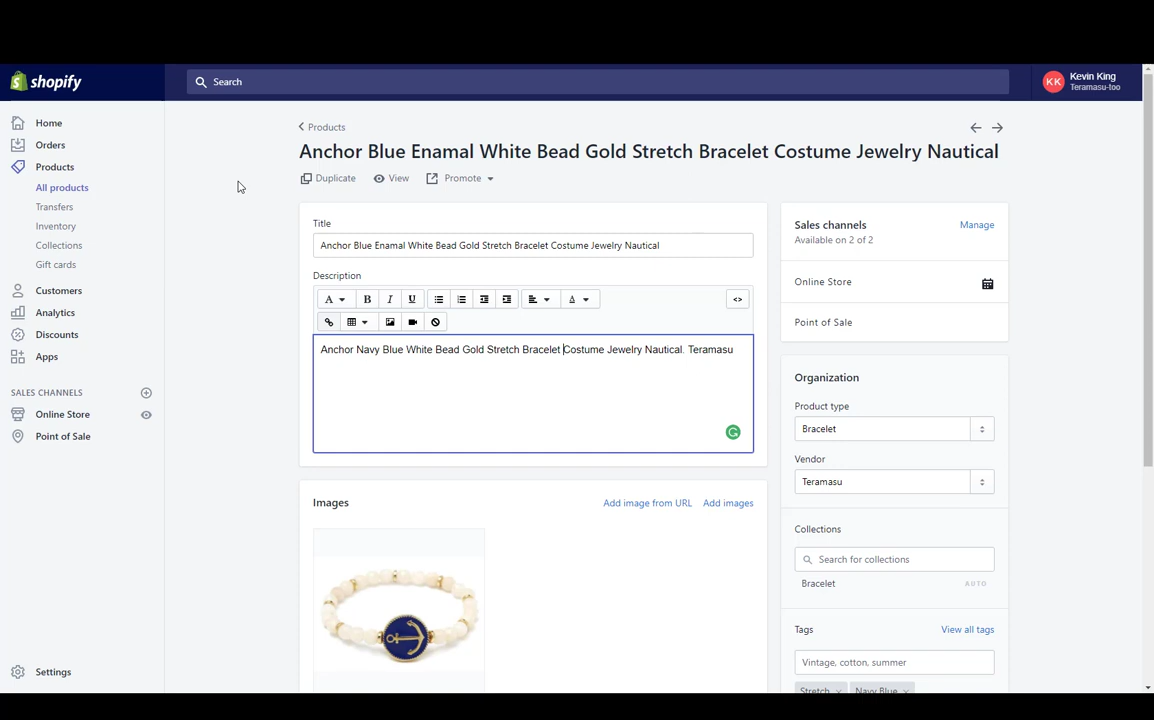 shopify
Search
KK
Kevin King
Teramasu-too
Home
Orders
Products
All products
Transfers
Inventory
Collections
Gift cards
Customers
Analytics
Discounts
Apps
SALES CHANNELS
Online Store
Point of Sale
Settings
Products
Anchor Blue Enamal White Bead Gold Stretch Bracelet Costume Jewelry Nautical
Duplicate View Promote
Title
Anchor Blue Enamal White Bead Gold Stretch Bracelet Costume Jewelry Nautical
Description
A B I U A <>
Anchor Navy Blue White Bead Gold Stretch Bracelet Costume Jewelry Nautical. Teramasu
Images Add image from URL Add images
Sales channels Manage
Available on 2 of 2
Online Store
Point of Sale
Organization
Product type
Bracelet
Vendor
Teramasu
Collections
Search for collections
Bracelet AUTO
Tags View all tags
Vintage, cotton, summer
Stretch × Navy Blue ×